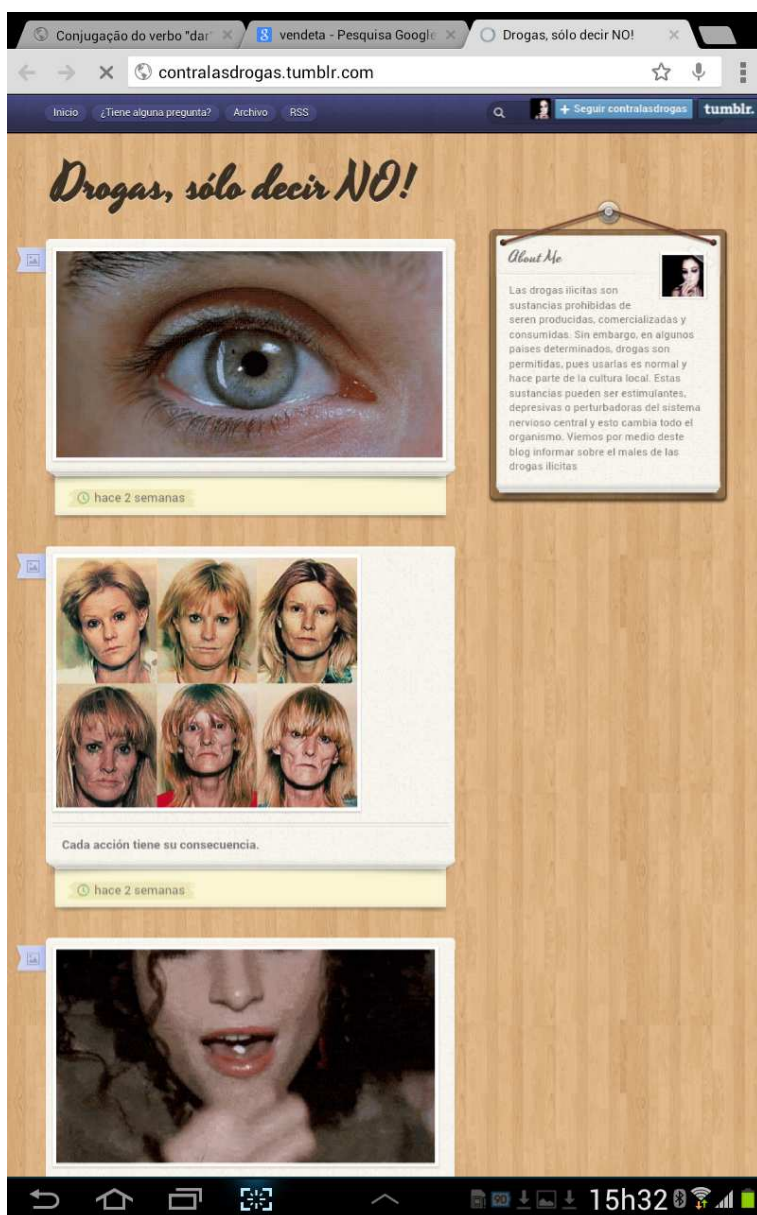 Conjugação do verbo "dar"
vendeta - Pesquisa Google
Drogas, sólo decir NO!
contralasdrogas.tumblr.com
Inicio ¿Tiene alguna pregunta? Archivo RSS
+ Seguir contralasdrogas tumblr.
Drogas, sólo decir NO!
About Me
Las drogas ilicitas son
sustancias prohibidas de
seren producidas, comercializadas y
consumidas. Sin embargo, en algunos
paises determinados, drogas son
permitidas, pues usarlas es normal y
hace parte de la cultura local. Estas
sustancias pueden ser estimulantes,
depresivas o perturbadoras del sistema
nervioso central y esto cambia todo el
organismo. Viemos por medio deste
blog informar sobre el males de las
drogas ilicitas
hace 2 semanas
Cada acción tiene su consecuencia.
hace 2 semanas
15h32